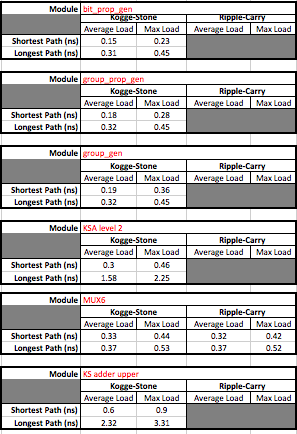 Module bit_prop_gen
Kogge-Stone Ripple-Carry
Average Load Max Load Average Load Max Load
Shortest Path (ns) 0.15 0.23
Longest Path (ns) 0.31 0.45
Module group_prop_gen
Kogge-Stone Ripple-Carry
Average Load Max Load Average Load Max Load
Shortest Path (ns) 0.18 0.28
Longest Path (ns) 0.32 0.45
Module group_gen
Kogge-Stone Ripple-Carry
Average Load Max Load Average Load Max Load
Shortest Path (ns) 0.19 0.36
Longest Path (ns) 0.32 0.45
Module KSA level 2
Kogge-Stone Ripple-Carry
Average Load Max Load Average Load Max Load
Shortest Path (ns) 0.3 0.46
Longest Path (ns) 1.58 2.25
Module MUX6
Kogge-Stone Ripple-Carry
Average Load Max Load Average Load Max Load
Shortest Path (ns) 0.33 0.44 0.32 0.42
Longest Path (ns) 0.37 0.53 0.37 0.52
Module KS adder upper
Kogge-Stone Ripple-Carry
Average Load Max Load Average Load Max Load
Shortest Path (ns) 0.6 0.9
Longest Path (ns) 2.32 3.31